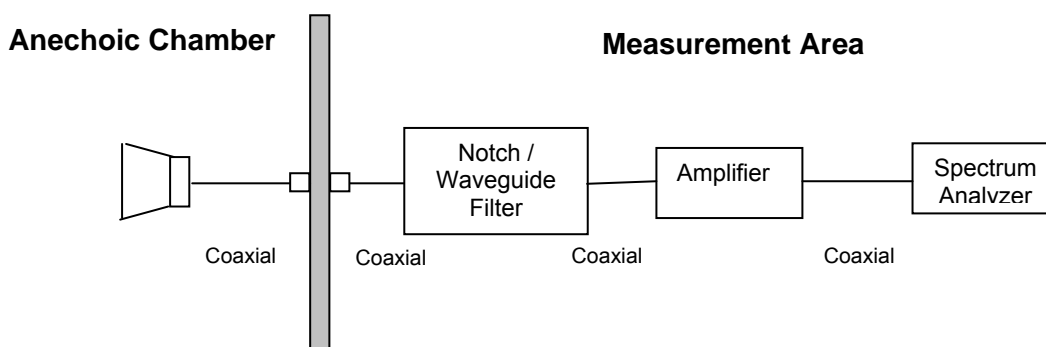 Anechoic Chamber
Measurement Area
Notch /
Waveguide
Filter
Amplifier
Spectrum
Analyzer
Coaxial
Coaxial
Coaxial
Coaxial